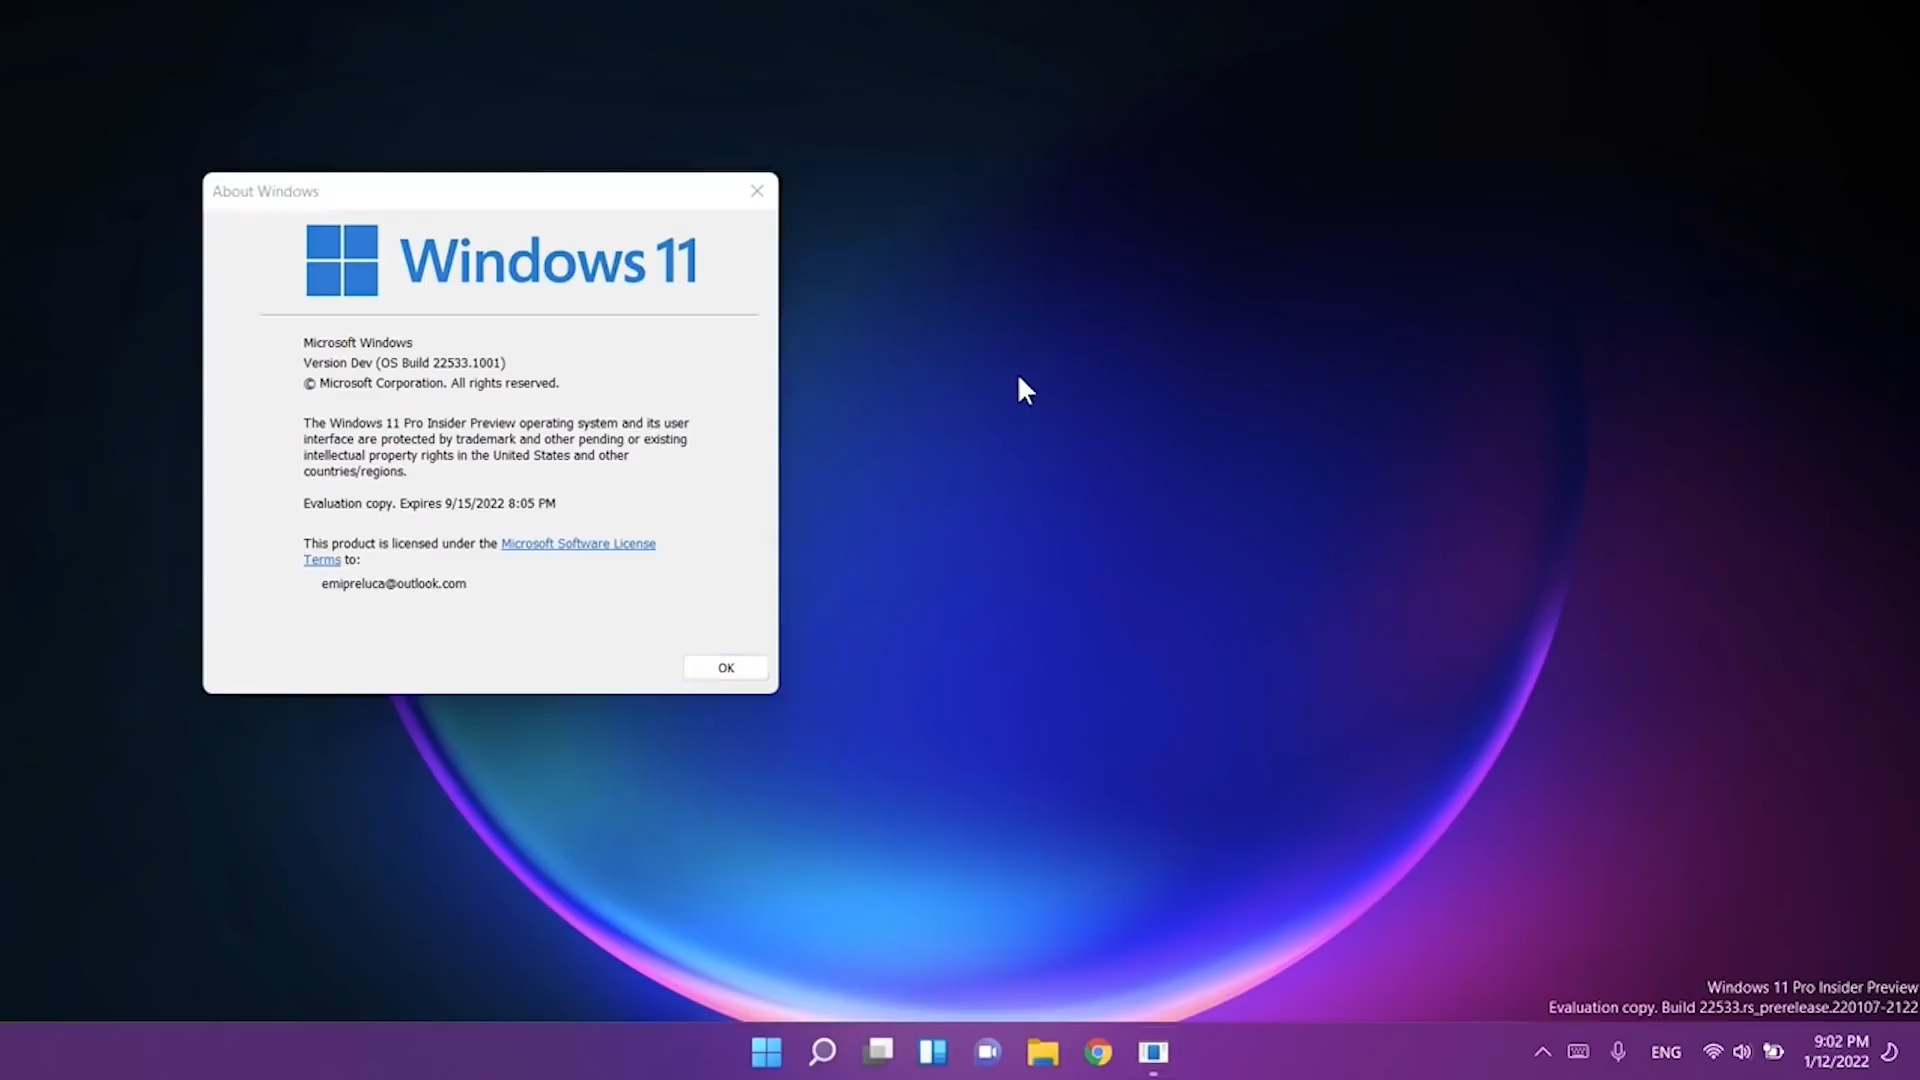 About Windows
Windows 11
Microsoft Windows
Version Dev (OS Build 22533.1001)
© Microsoft Corporation. All rights reserved.
The Windows 11 Pro Insider Preview operating system and its user
interface are protected by trademark and other pending or existing
intellectual property rights in the United States and other
countries/regions.
Evaluation copy. Expires 9/15/2022 8:05 PM
This product is licensed under the Microsoft Software License
Terms to:
emipreluca@outlook.com
OK
Windows 11 Pro Insider Preview
Evaluation copy. Build 22533.rs_prerelease.220107-2122
ENG
9:02 PM
1/12/2022